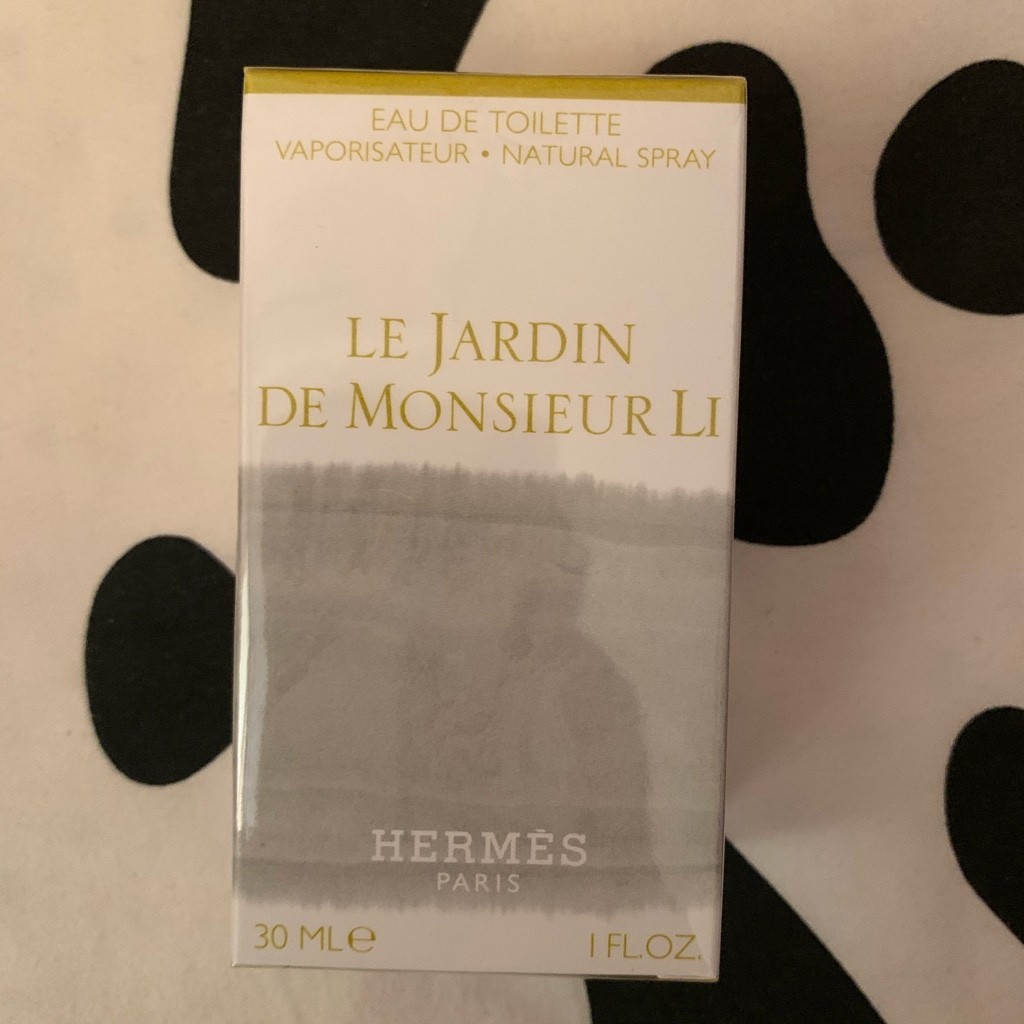 EAU DE TOILETTE
VAPORISATEUR • NATURAL SPRAY
LE JARDIN
DE MONSIEUR LI
HERMÈS
PARIS
30 ML ℮
1 FL.OZ.